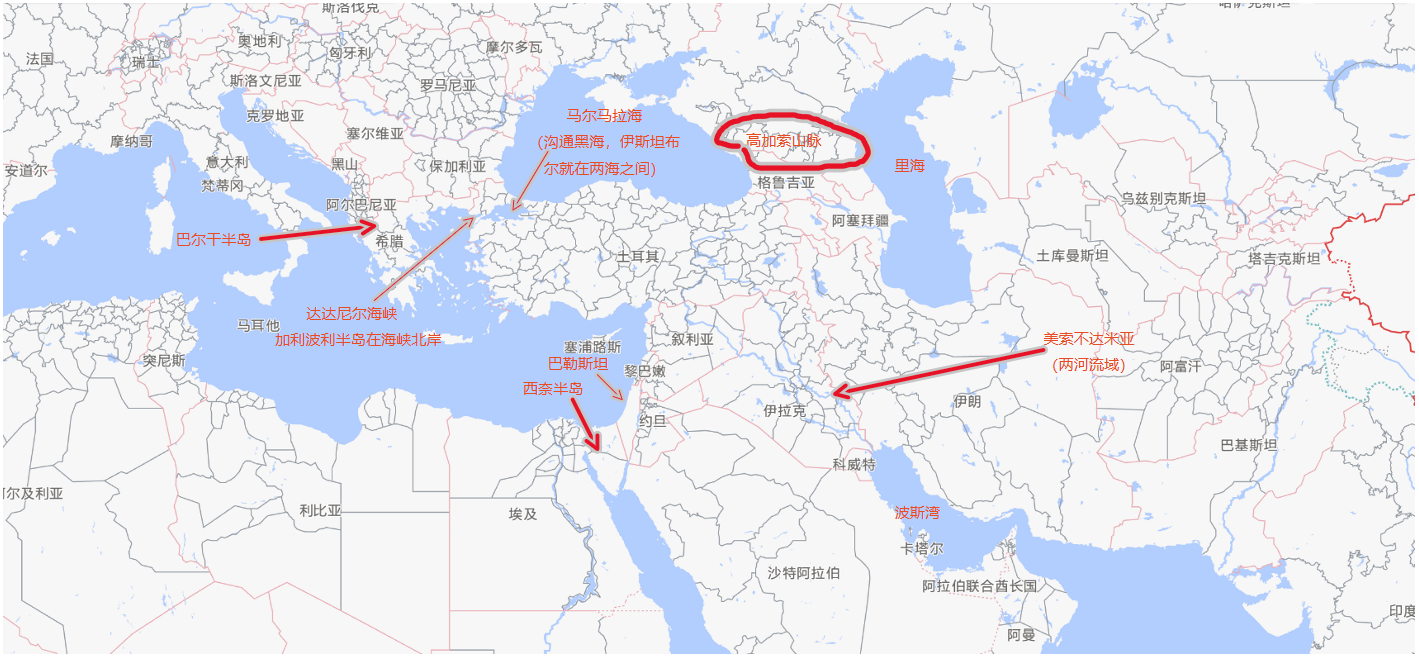 斯洛伐克
哈萨克斯坦
法国
瑞士
奥地利
匈牙利
摩尔多瓦
斯洛文尼亚
罗马尼亚
克罗地亚
马尔马拉海
摩纳哥
塞尔维亚
(沟通黑海，伊斯坦布
尔就在两海之间)
高加索山脉
安道尔
意大利
黑山
保加利亚
里海
梵蒂冈
格鲁吉亚
乌兹别克斯坦
阿尔巴尼亚
阿塞拜疆
巴尔干半岛
希腊
土耳其
土库曼斯坦
塔吉克斯坦
达达尼尔海峡
加利波利半岛在海峡北岸
马耳他
突尼斯
塞浦路斯
叙利亚
美索不达米亚
(两河流域)
巴勒斯坦
黎巴嫩
阿富汗
西奈半岛
约旦
伊拉克
伊朗
巴基斯坦
科威特
尔及利亚
利比亚
埃及
波斯湾
卡塔尔
沙特阿拉伯
阿拉伯联合酋长国
印度
阿曼